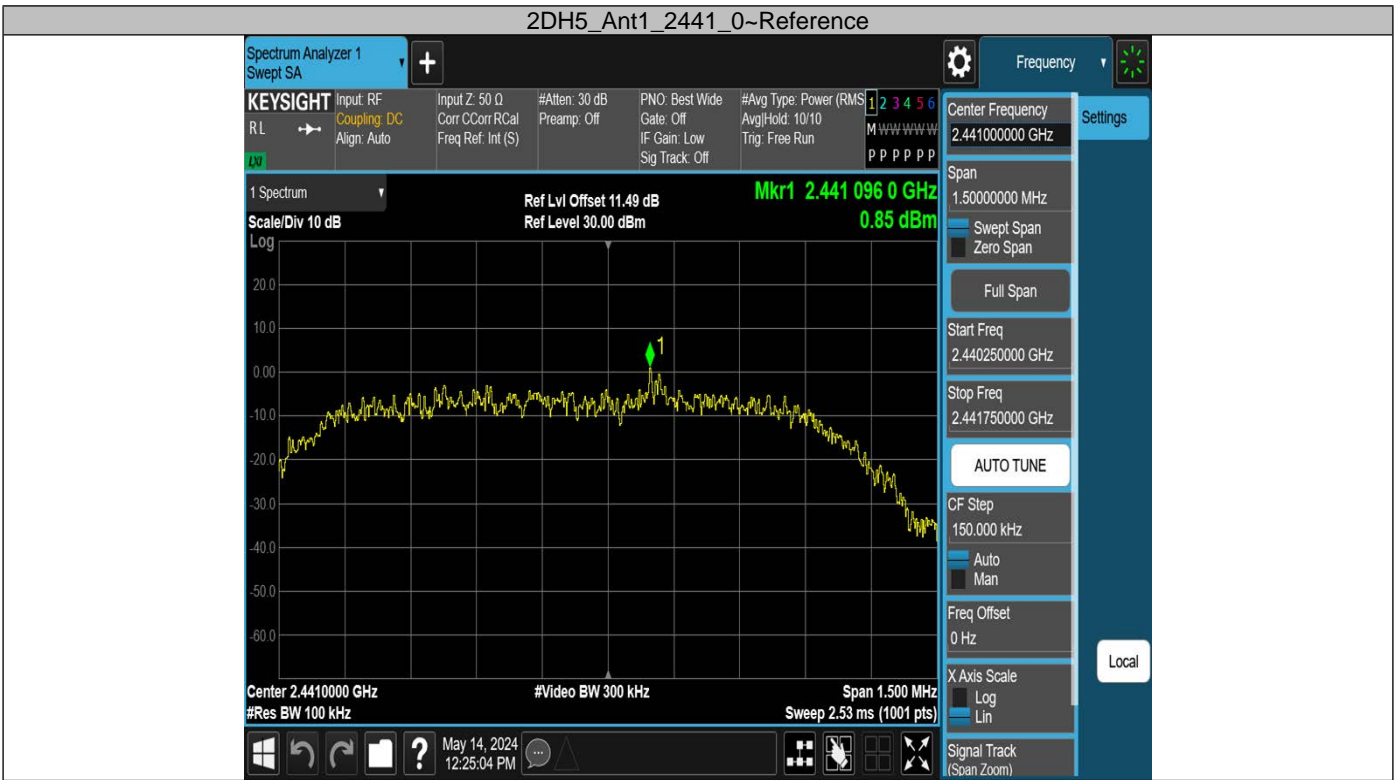 2DH5_Ant1_2441_0~Reference
Spectrum Analyzer 1
Swept SA
+
Frequency
KEYSIGHT
RL
LXI
Input: RF
Coupling: DC
Align: Auto
Input Z: 50 Ω
Corr CCorr RCal
Freq Ref: Int (S)
#Atten: 30 dB
Preamp: Off
PNO: Best Wide
Gate: Off
IF Gain: Low
Sig Track: Off
#Avg Type: Power (RMS
Avg|Hold: 10/10
Trig: Free Run
1 2 3 4 5 6
M W W W W W
P P P P P P
1 Spectrum
Scale/Div 10 dB
Ref Lvl Offset 11.49 dB
Ref Level 30.00 dBm
Mkr1 2.441 096 0 GHz
0.85 dBm
Log
20.0
10.0
0.00
-10.0
-20.0
-30.0
-40.0
-50.0
-60.0
1
Center 2.4410000 GHz
#Res BW 100 kHz
#Video BW 300 kHz
Span 1.500 MHz
Sweep 2.53 ms (1001 pts)
?
May 14, 2024
12:25:04 PM
Center Frequency
2.441000000 GHz
Settings
Span
1.50000000 MHz
Swept Span
Zero Span
Full Span
Start Freq
2.440250000 GHz
Stop Freq
2.441750000 GHz
AUTO TUNE
CF Step
150.000 kHz
Auto
Man
Freq Offset
0 Hz
X Axis Scale
Log
Lin
Local
Signal Track
(Span Zoom)